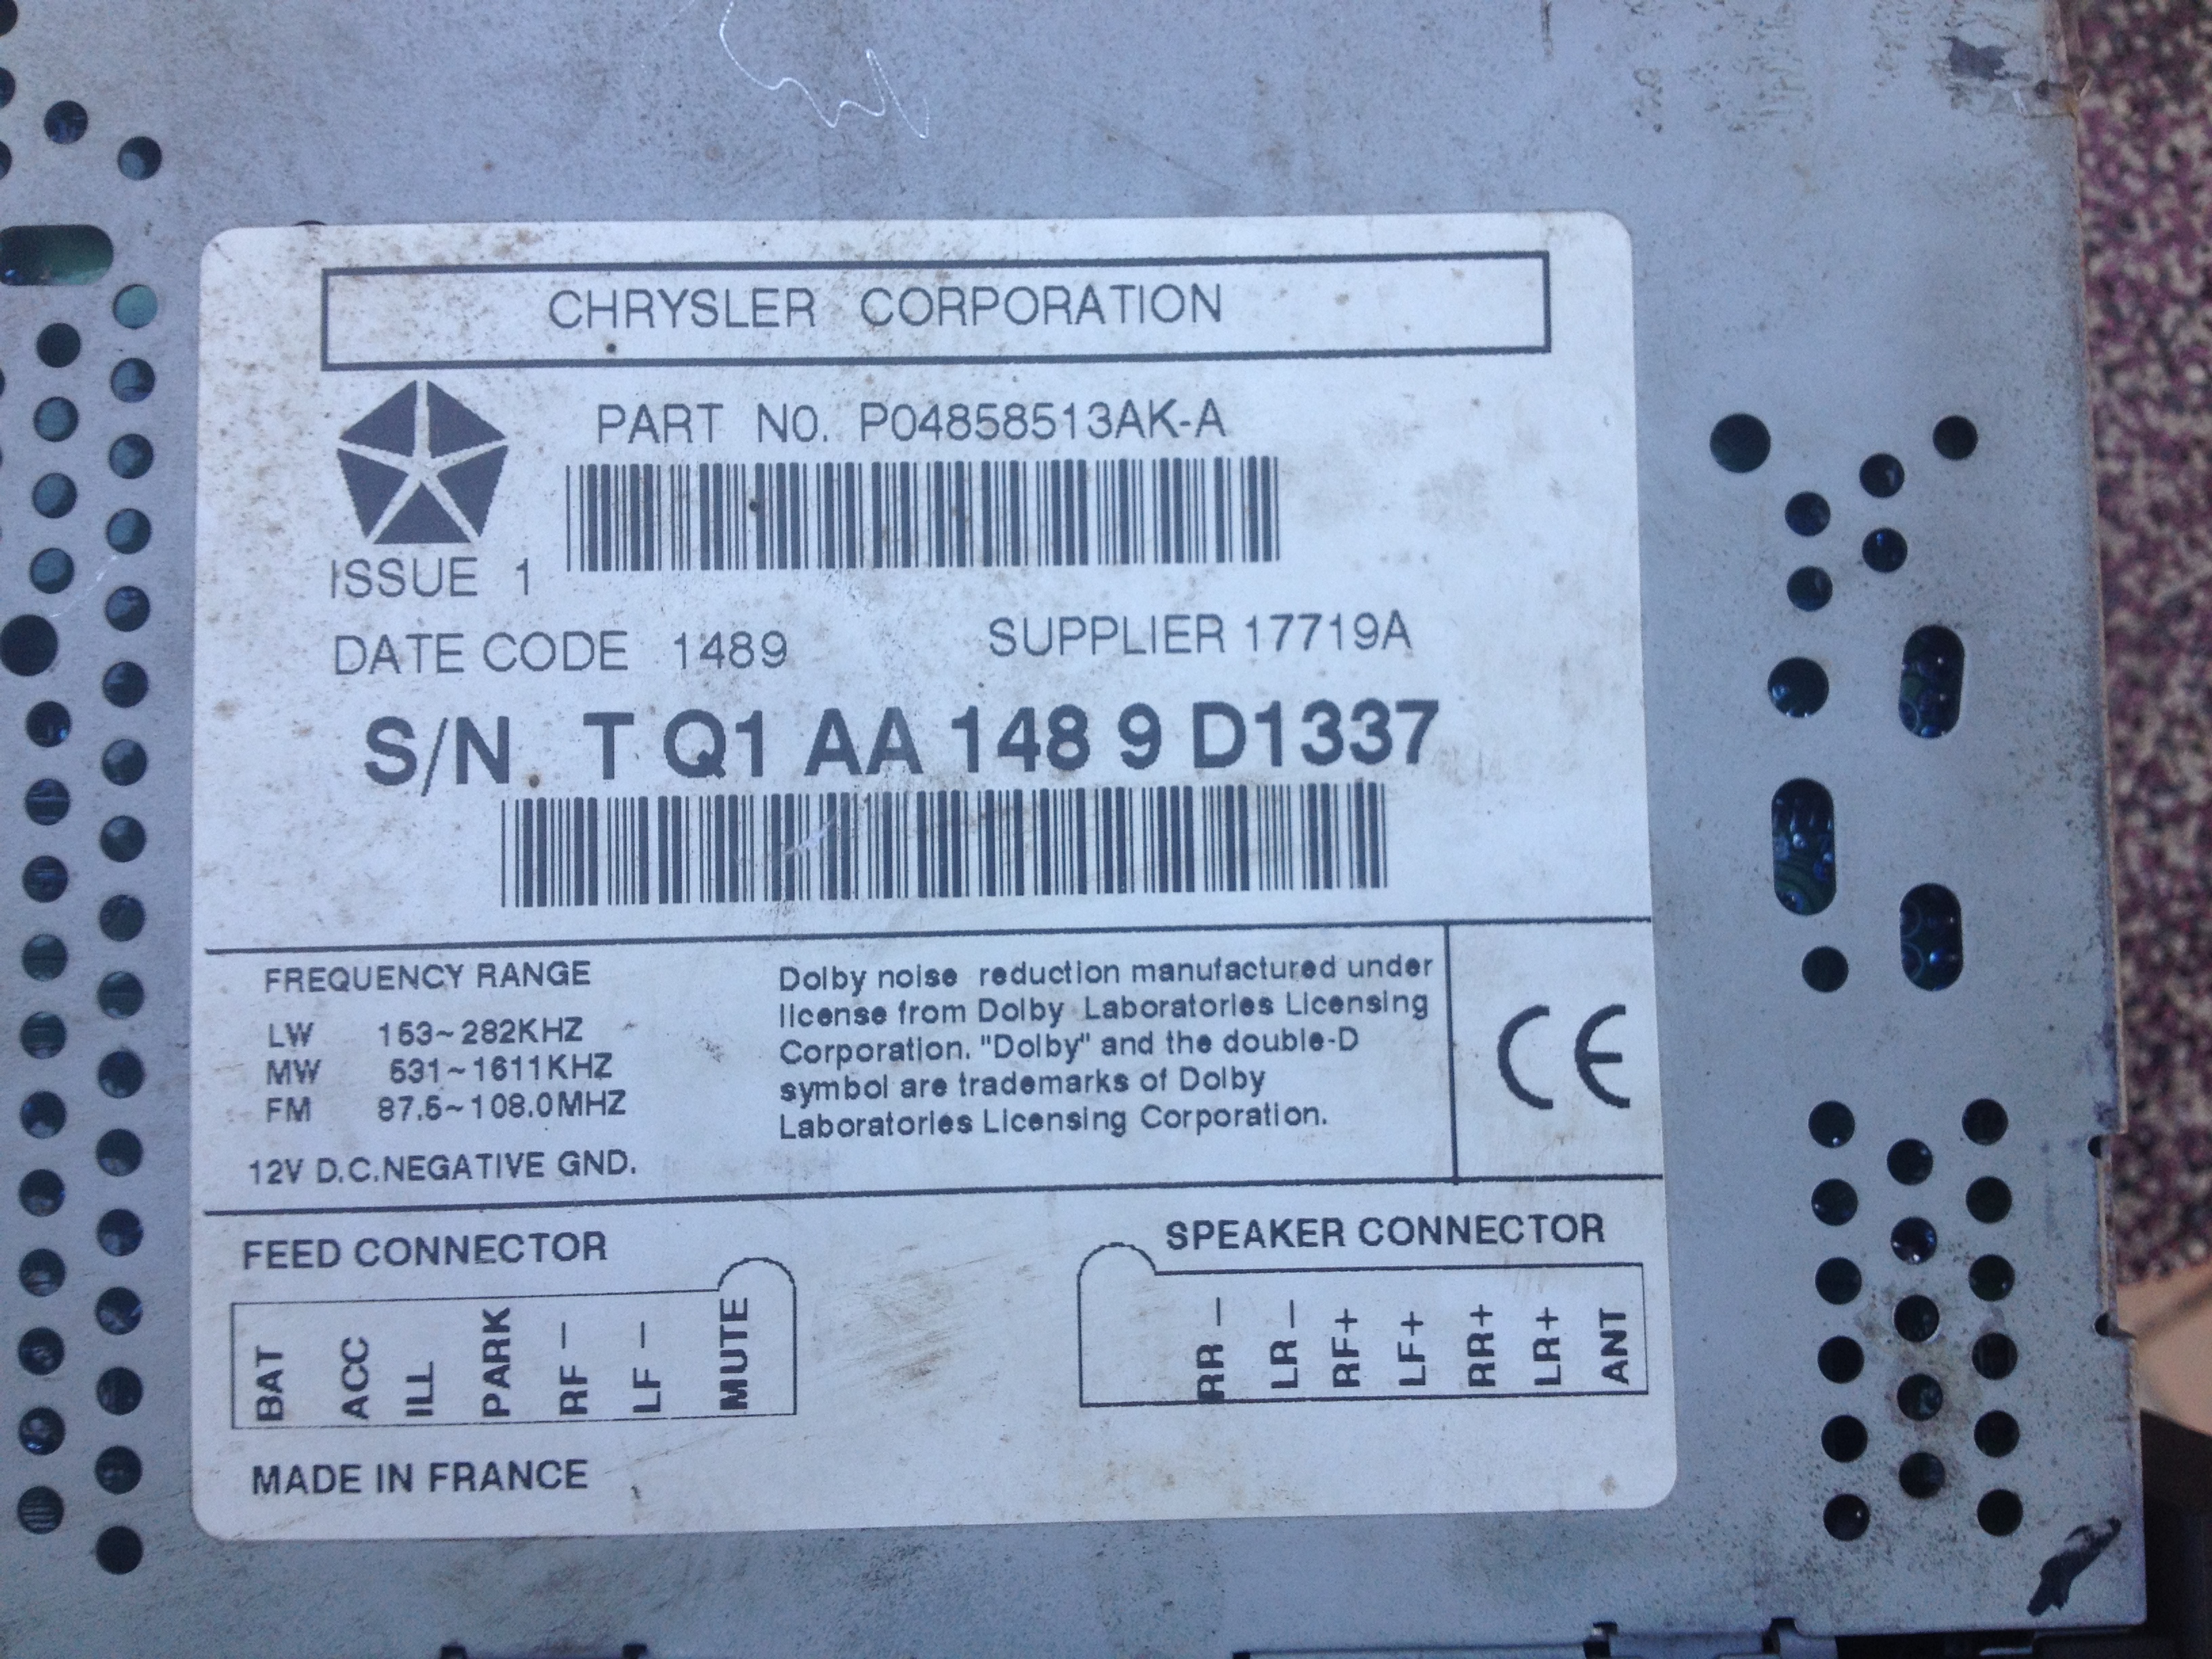 CHRYSLER CORPORATION
PART NO. P04858513AK-A
ISSUE 1
DATE CODE 1489 SUPPLIER 17719A
S/N T Q1 AA 148 9 D1337
FREQUENCY RANGE
LW 153~282KHZ
MW 531~1611KHZ
FM 87.5~108.0MHZ
12V D.C.NEGATIVE GND.
Dolby noise reduction manufactured under
license from Dolby Laboratories Licensing
Corporation. "Dolby" and the double-D
symbol are trademarks of Dolby
Laboratories Licensing Corporation.
CE
FEED CONNECTOR
BAT
ACC
ILL
PARK
RF –
LF –
MUTE
SPEAKER CONNECTOR
RR –
LR –
RF+
LF+
RR+
LR+
ANT
MADE IN FRANCE